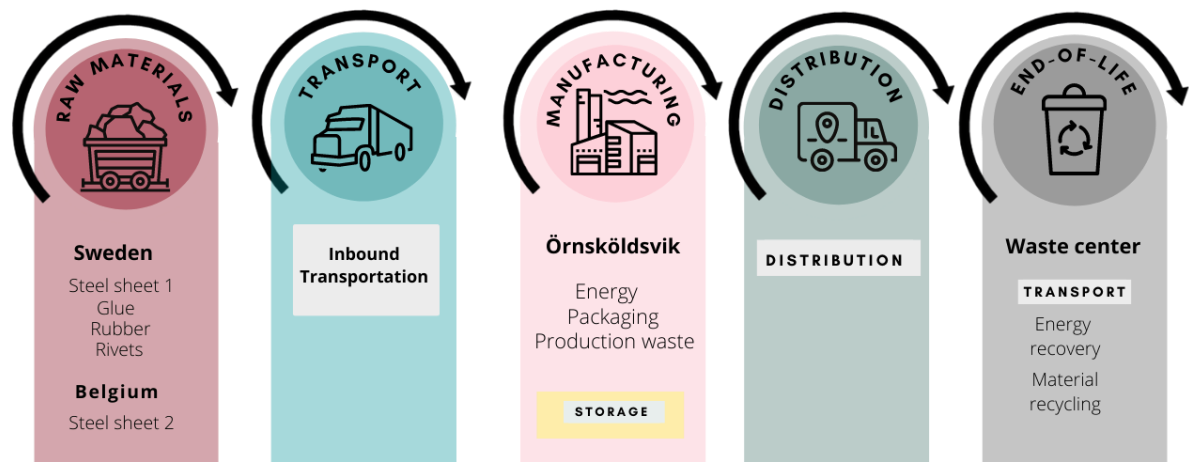 RAW MATERIALS
Sweden
Steel sheet 1
Glue
Rubber
Rivets
Belgium
Steel sheet 2
TRANSPORT
Inbound
Transportation
MANUFACTURING
Örnsköldsvik
Energy
Packaging
Production waste
STORAGE
DISTRIBUTION
DISTRIBUTION
END-OF-LIFE
Waste center
TRANSPORT
Energy
recovery
Material
recycling